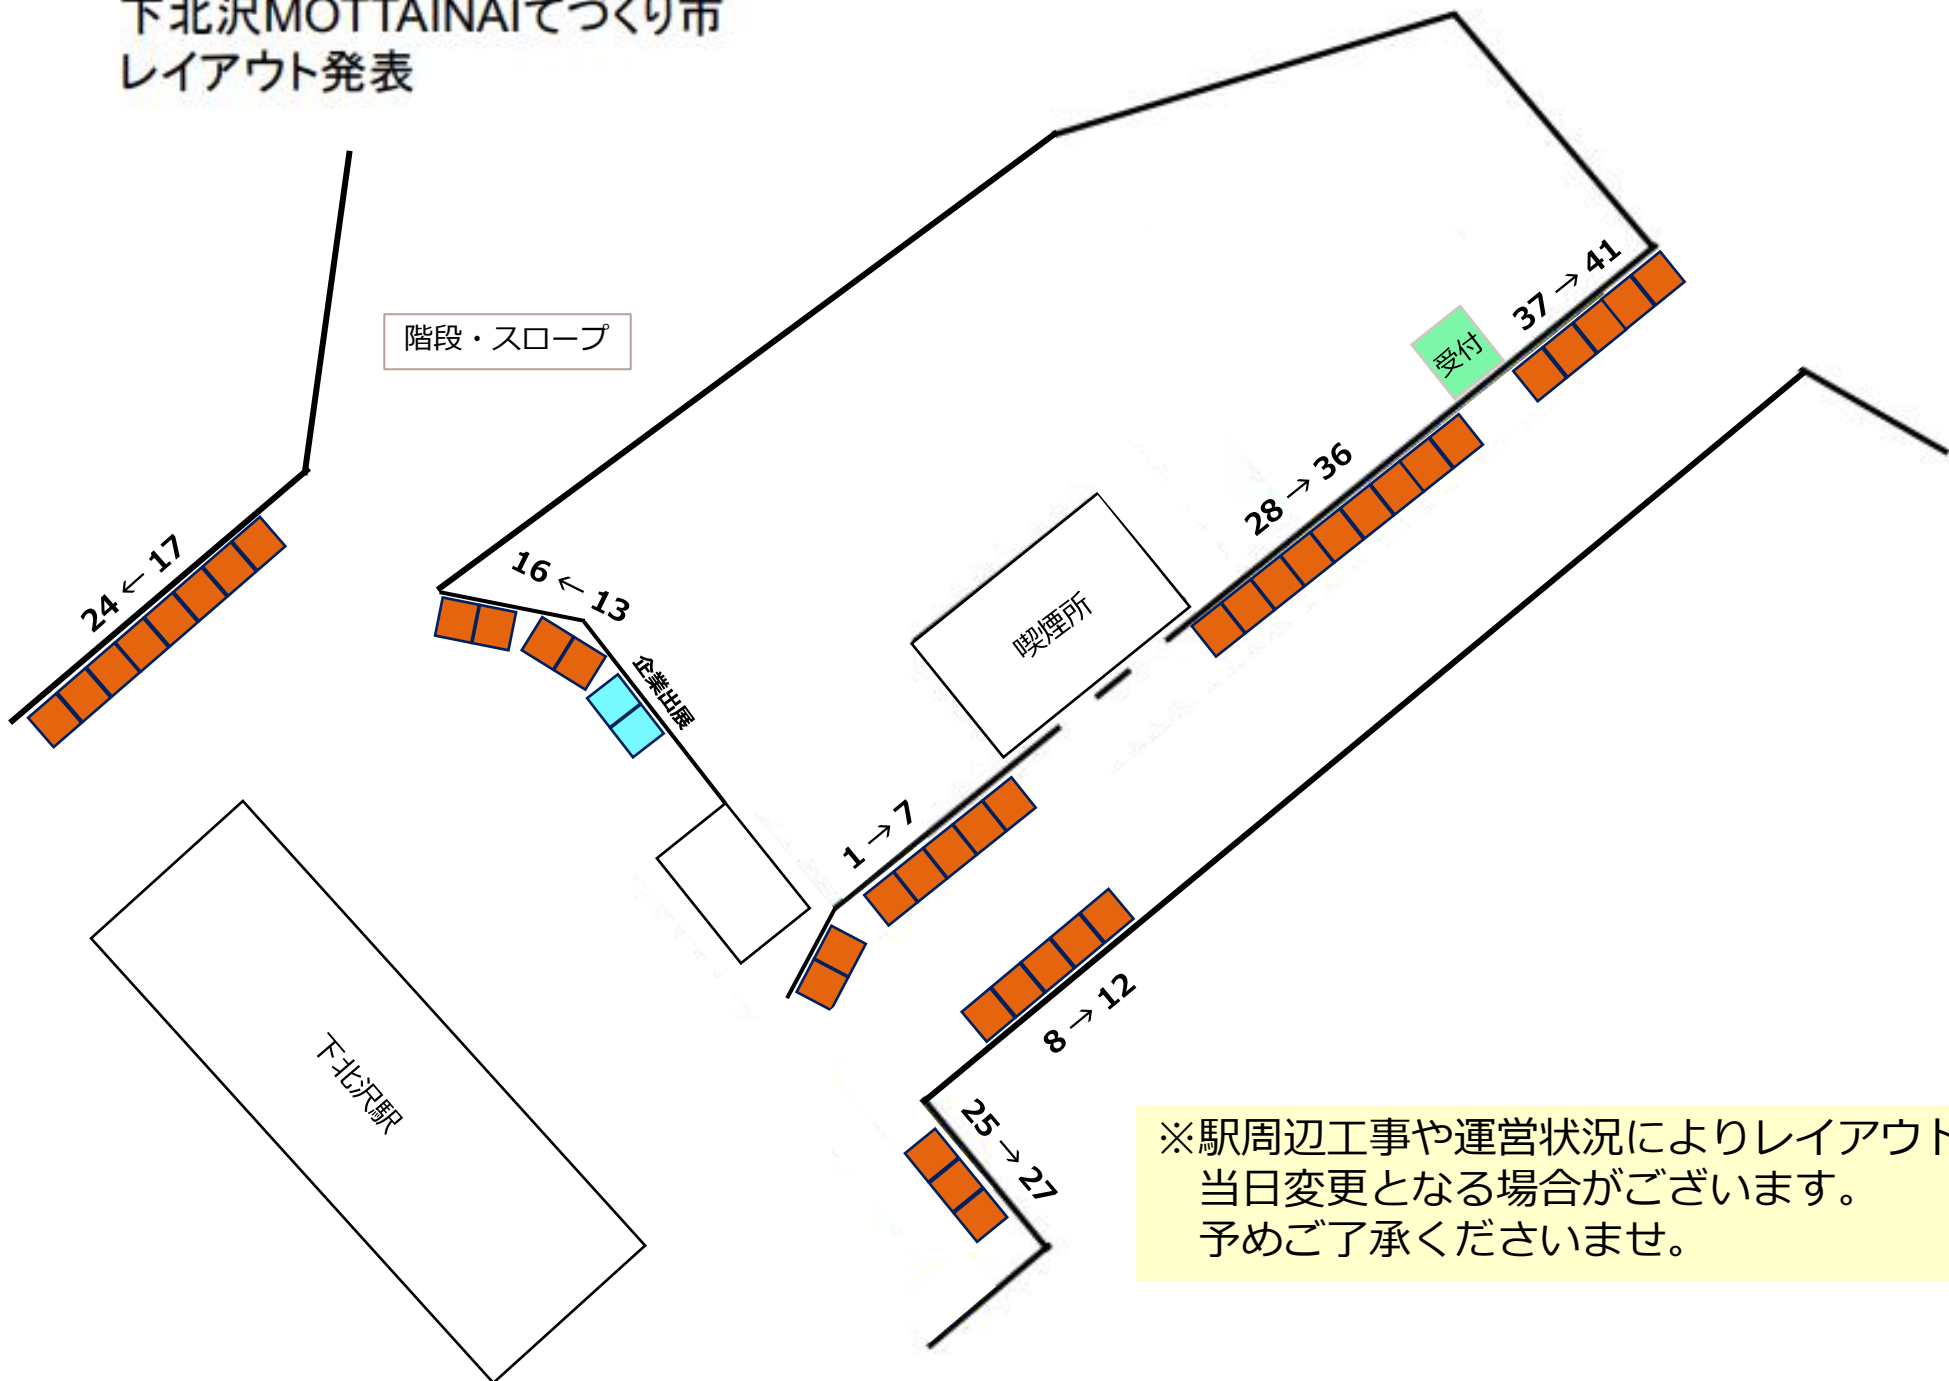 下北沢MOTTAINAIてづくり市
レイアウト発表
階段・スロープ
37 → 41
受付
28 → 36
24 ← 17
16 ← 13
喫煙所
企業出展
1 → 7
8 → 12
下北沢駅
25 → 27
※駅周辺工事や運営状況によりレイアウト
当日変更となる場合がございます。
予めご了承くださいませ。